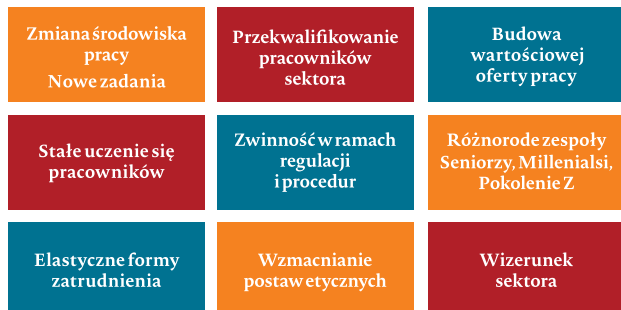 Zmiana środowiska
pracy
Nowe zadania
Przekwalifikowanie
pracowników
sektora
Budowa
wartościowej
oferty pracy
Stałe uczenie się
pracowników
Zwinność w ramach
regulacji
i procedur
Różnorode zespoły
Seniorzy, Millenialsi,
Pokolenie Z
Elastyczne formy
zatrudnienia
Wzmacnianie
postaw etycznych
Wizerunek
sektora